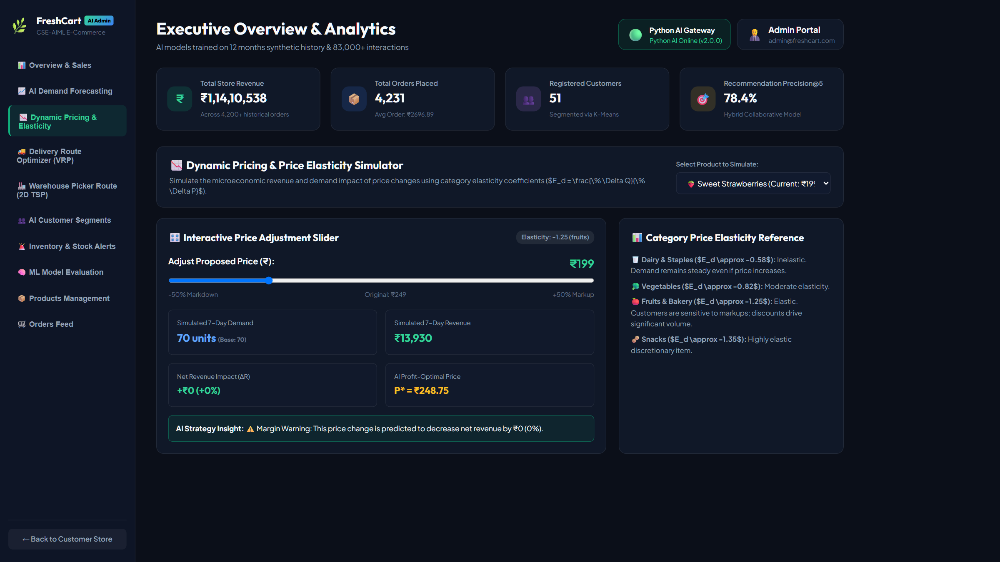 FreshCart AI Admin
CSE-AIML E-Commerce
Overview & Sales
AI Demand Forecasting
Dynamic Pricing &
Elasticity
Delivery Route
Optimizer (VRP)
Warehouse Picker Route
(2D TSP)
AI Customer Segments
Inventory & Stock Alerts
ML Model Evaluation
Products Management
Orders Feed
← Back to Customer Store
Executive Overview & Analytics
AI models trained on 12 months synthetic history & 83,000+ interactions
Python AI Gateway
Python AI Online (v2.0.0)
Admin Portal
admin@freshcart.com
₹
Total Store Revenue
₹1,14,10,538
Across 4,200+ historical orders
Total Orders Placed
4,231
Avg Order: ₹2696.89
Registered Customers
51
Segmented via K-Means
Recommendation Precision@5
78.4%
Hybrid Collaborative Model
Dynamic Pricing & Price Elasticity Simulator
Simulate the microeconomic revenue and demand impact of price changes using category elasticity coefficients ($E_d = \frac{\% \Delta Q}{\%
\Delta P}$).
Select Product to Simulate:
Sweet Strawberries (Current: ₹199
Interactive Price Adjustment Slider
Elasticity: -1.25 (fruits)
Adjust Proposed Price (₹):
₹199
-50% Markdown
Original: ₹249
+50% Markup
Simulated 7-Day Demand
70 units (Base: 70)
Simulated 7-Day Revenue
₹13,930
Net Revenue Impact (ΔR)
+₹0 (+0%)
AI Profit-Optimal Price
P* = ₹248.75
AI Strategy Insight: ⚠️ Margin Warning: This price change is predicted to decrease net revenue by ₹0 (0%).
Category Price Elasticity Reference
Dairy & Staples ($E_d \approx -0.58$): Inelastic.
Demand remains steady even if price increases.
Vegetables ($E_d \approx -0.82$): Moderate elasticity.
Fruits & Bakery ($E_d \approx -1.25$): Elastic.
Customers are sensitive to markups; discounts drive
significant volume.
Snacks ($E_d \approx -1.35$): Highly elastic
discretionary item.